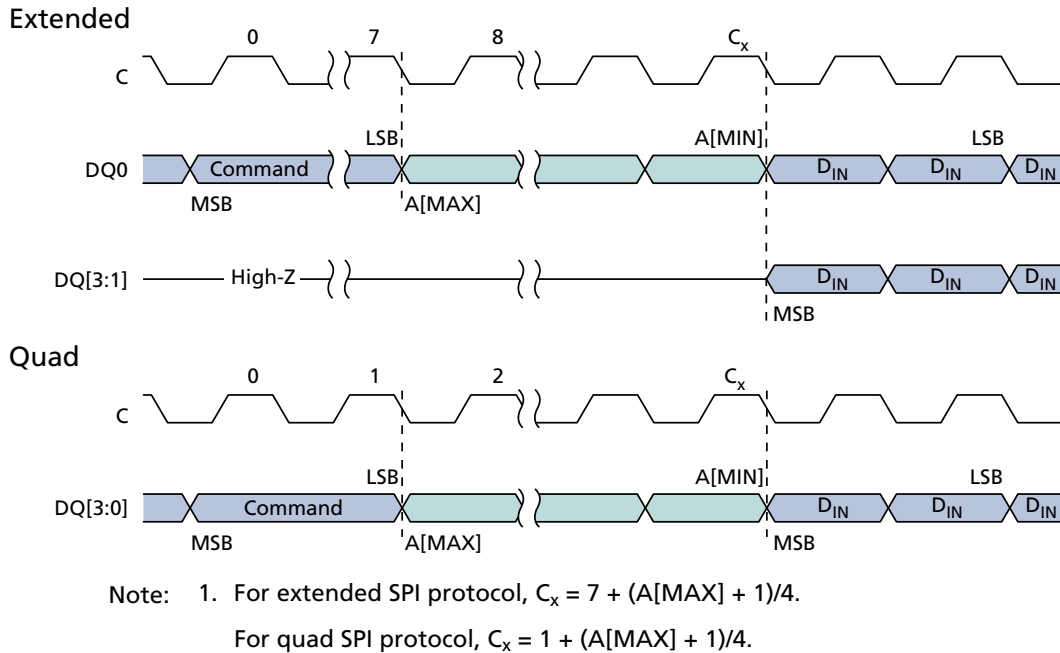 Extended
0 7 8 Cx
C
LSB A[MIN] LSB
DQ0 Command DIN DIN DIN
MSB A[MAX]
DQ[3:1] High-Z DIN DIN DIN
MSB
Quad
0 1 2 Cx
C
LSB A[MIN] LSB
DQ[3:0] Command DIN DIN DIN
MSB A[MAX] MSB
Note: 1. For extended SPI protocol, Cx = 7 + (A[MAX] + 1)/4.
For quad SPI protocol, Cx = 1 + (A[MAX] + 1)/4.